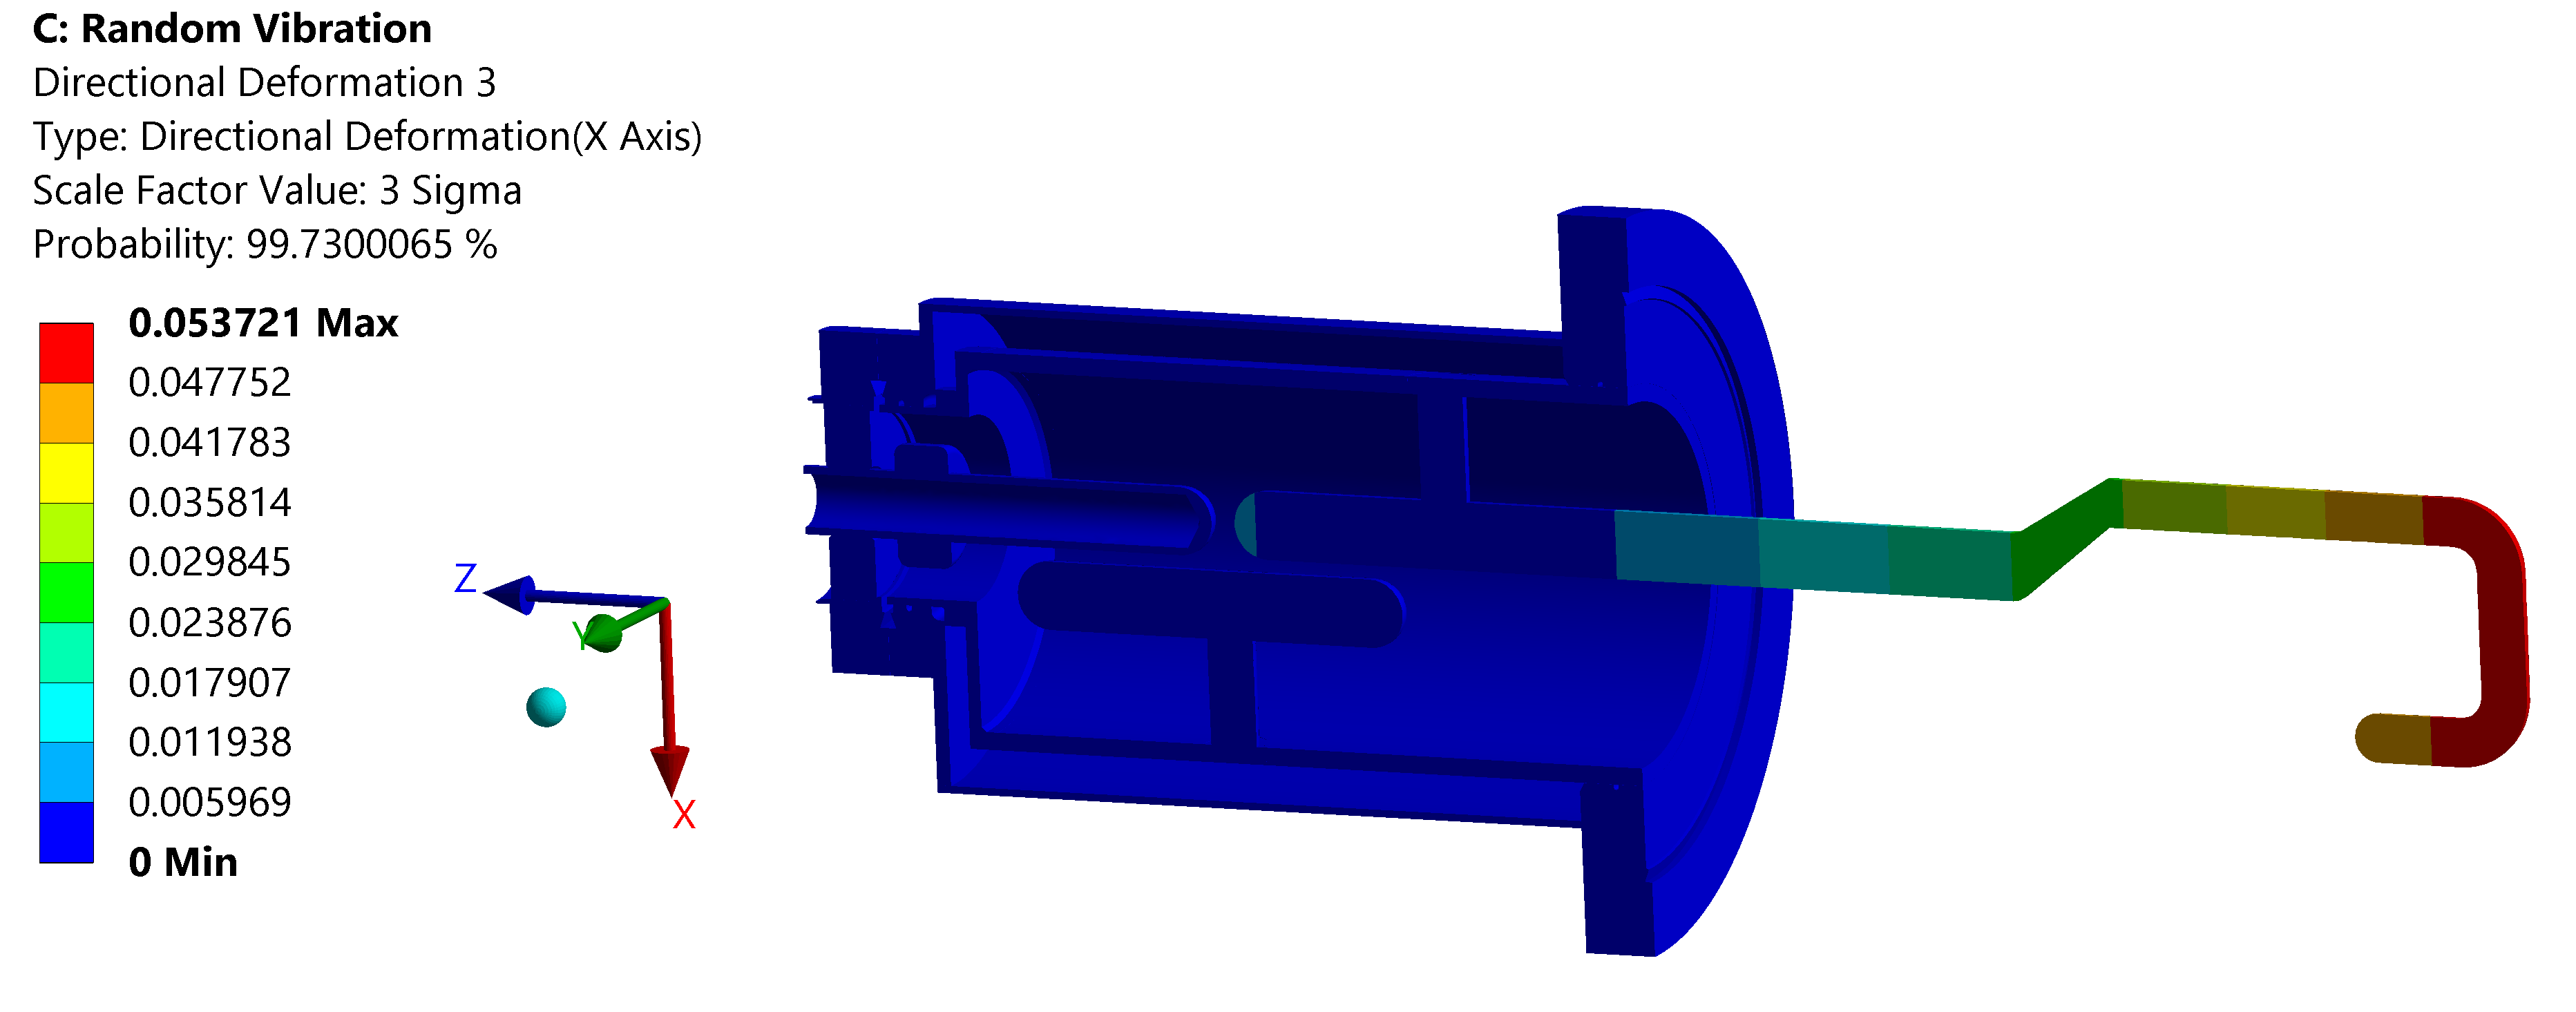 C: Random Vibration
Directional Deformation 3
Type: Directional Deformation(X Axis)
Scale Factor Value: 3 Sigma
Probability: 99.7300065 %
0.053721 Max
0.047752
0.041783
0.035814
0.029845
0.023876
0.017907
0.011938
0.005969
0 Min
Z
Y
X